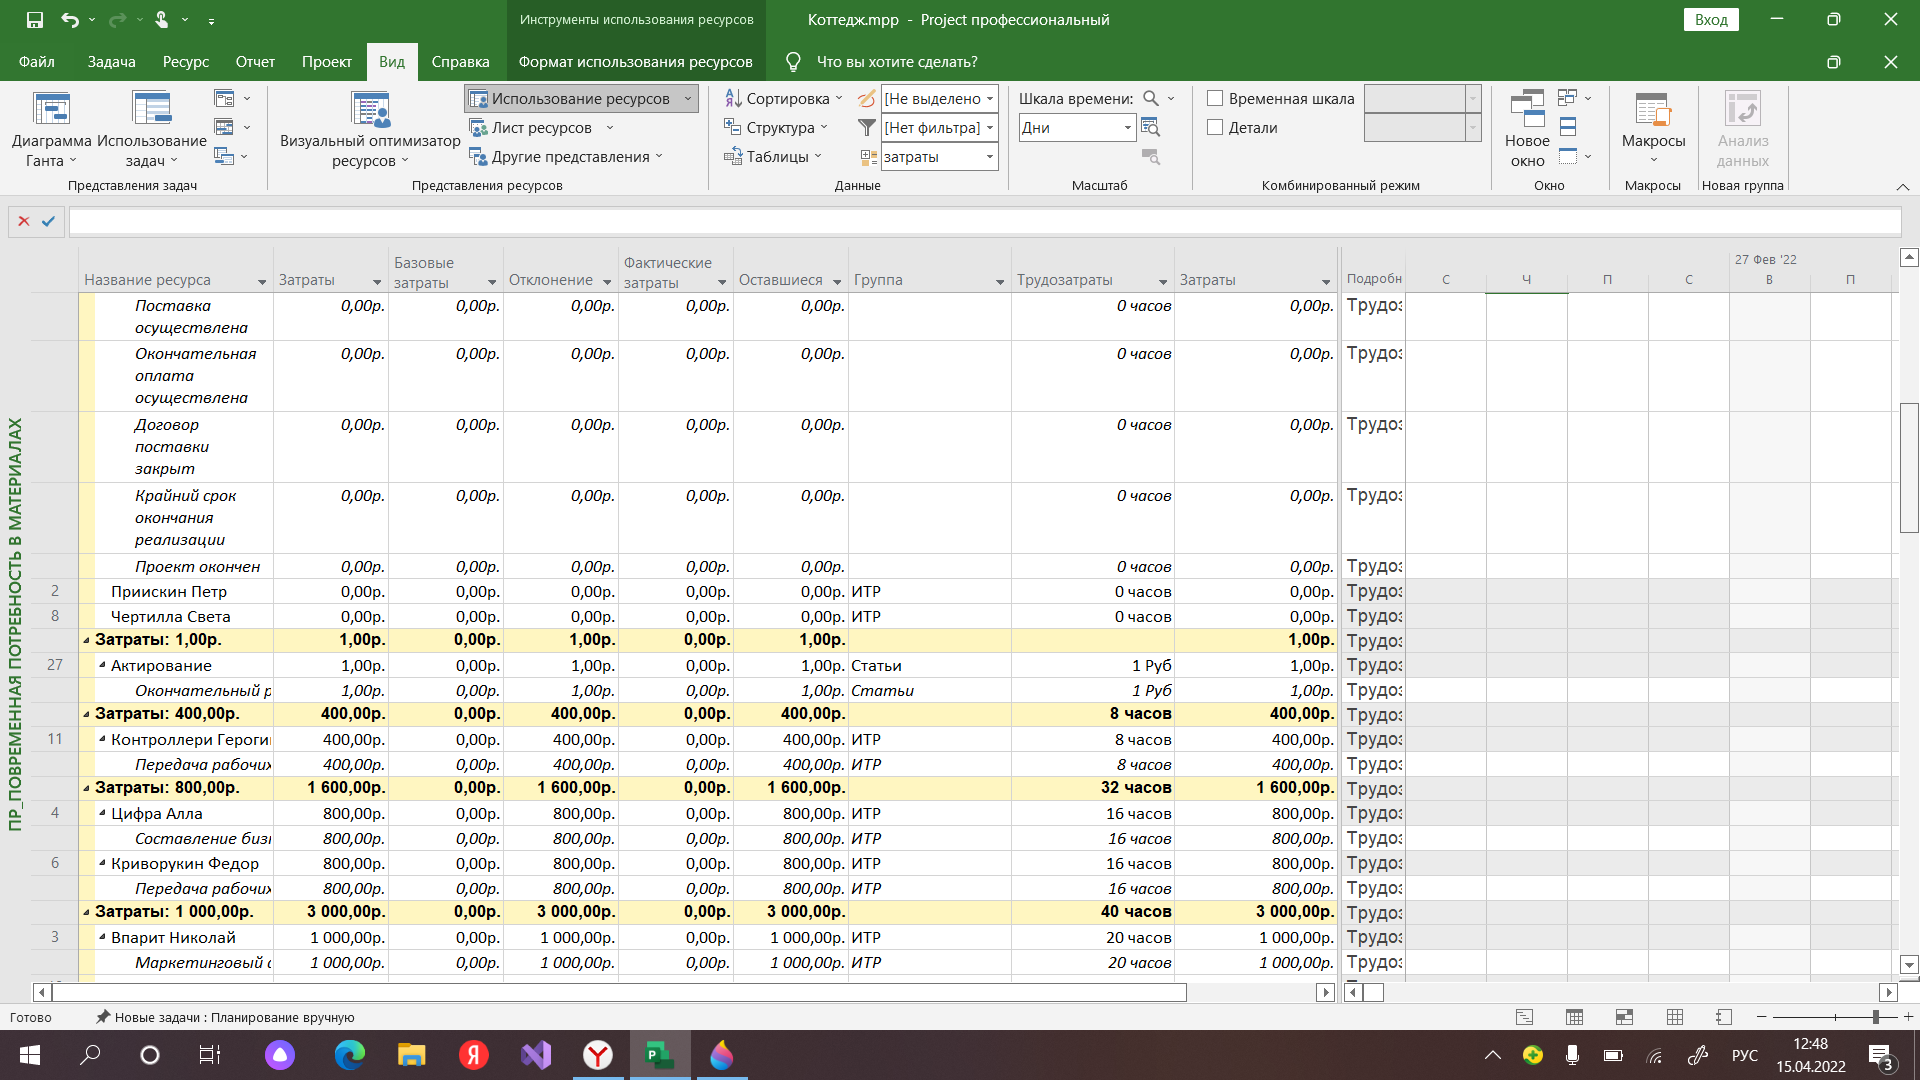 Инструменты использования ресурсов
Коттедж.mpp - Project профессиональный
Вход
Файл Задача Ресурс Отчет Проект Вид Справка Формат использования ресурсов Что вы хотите сделать?
Диаграмма Ганта
Использование задач
Представления задач
Визуальный оптимизатор ресурсов
Использование ресурсов
Лист ресурсов
Другие представления
Представления ресурсов
Сортировка
Структура
Таблицы
[Не выделено
[Нет фильтра]
затраты
Данные
Шкала времени:
Дни
Масштаб
Временная шкала
Детали
Комбинированный режим
Новое окно
Окно
Макросы
Макросы
Анализ данных
Новая группа
ПР_ПОВРЕМЕННАЯ ПОТРЕБНОСТЬ В МАТЕРИАЛАХ
Название ресурса Затраты Базовые затраты Отклонение Фактические затраты Оставшиеся Группа Трудозатраты Затраты Подробн
27 Фев '22
С Ч П С В П
Поставка осуществлена 0,00р. 0,00р. 0,00р. 0,00р. 0,00р. 0 часов 0,00р. Трудоз
Окончательная оплата осуществлена 0,00р. 0,00р. 0,00р. 0,00р. 0,00р. 0 часов 0,00р. Трудоз
Договор поставки закрыт 0,00р. 0,00р. 0,00р. 0,00р. 0,00р. 0 часов 0,00р. Трудоз
Крайний срок окончания реализации 0,00р. 0,00р. 0,00р. 0,00р. 0,00р. 0 часов 0,00р. Трудоз
Проект окончен 0,00р. 0,00р. 0,00р. 0,00р. 0,00р. 0 часов 0,00р. Трудоз
2 Приискин Петр 0,00р. 0,00р. 0,00р. 0,00р. 0,00р. ИТР 0 часов 0,00р. Трудоз
8 Чертилла Света 0,00р. 0,00р. 0,00р. 0,00р. 0,00р. ИТР 0 часов 0,00р. Трудоз
Затраты: 1,00р. 1,00р. 0,00р. 1,00р. 0,00р. 1,00р. 1,00р. Трудоз
27 Актирование 1,00р. 0,00р. 1,00р. 0,00р. 1,00р. Статьи 1 Руб 1,00р. Трудоз
Окончательный р 1,00р. 0,00р. 1,00р. 0,00р. 1,00р. Статьи 1 Руб 1,00р. Трудоз
Затраты: 400,00р. 400,00р. 0,00р. 400,00р. 0,00р. 400,00р. 8 часов 400,00р. Трудоз
11 Контроллери Героги 400,00р. 0,00р. 400,00р. 0,00р. 400,00р. ИТР 8 часов 400,00р. Трудоз
Передача рабочих 400,00р. 0,00р. 400,00р. 0,00р. 400,00р. ИТР 8 часов 400,00р. Трудоз
Затраты: 800,00р. 1 600,00р. 0,00р. 1 600,00р. 0,00р. 1 600,00р. 32 часов 1 600,00р. Трудоз
4 Цифра Алла 800,00р. 0,00р. 800,00р. 0,00р. 800,00р. ИТР 16 часов 800,00р. Трудоз
Составление бизн 800,00р. 0,00р. 800,00р. 0,00р. 800,00р. ИТР 16 часов 800,00р. Трудоз
6 Криворукин Федор 800,00р. 0,00р. 800,00р. 0,00р. 800,00р. ИТР 16 часов 800,00р. Трудоз
Передача рабочих 800,00р. 0,00р. 800,00р. 0,00р. 800,00р. ИТР 16 часов 800,00р. Трудоз
Затраты: 1 000,00р. 3 000,00р. 0,00р. 3 000,00р. 0,00р. 3 000,00р. 40 часов 3 000,00р. Трудоз
3 Впарит Николай 1 000,00р. 0,00р. 1 000,00р. 0,00р. 1 000,00р. ИТР 20 часов 1 000,00р. Трудоз
Маркетинговый а 1 000,00р. 0,00р. 1 000,00р. 0,00р. 1 000,00р. ИТР 20 часов 1 000,00р. Трудоз
Готово Новые задачи : Планирование вручную
РУС
12:48
15.04.2022
3